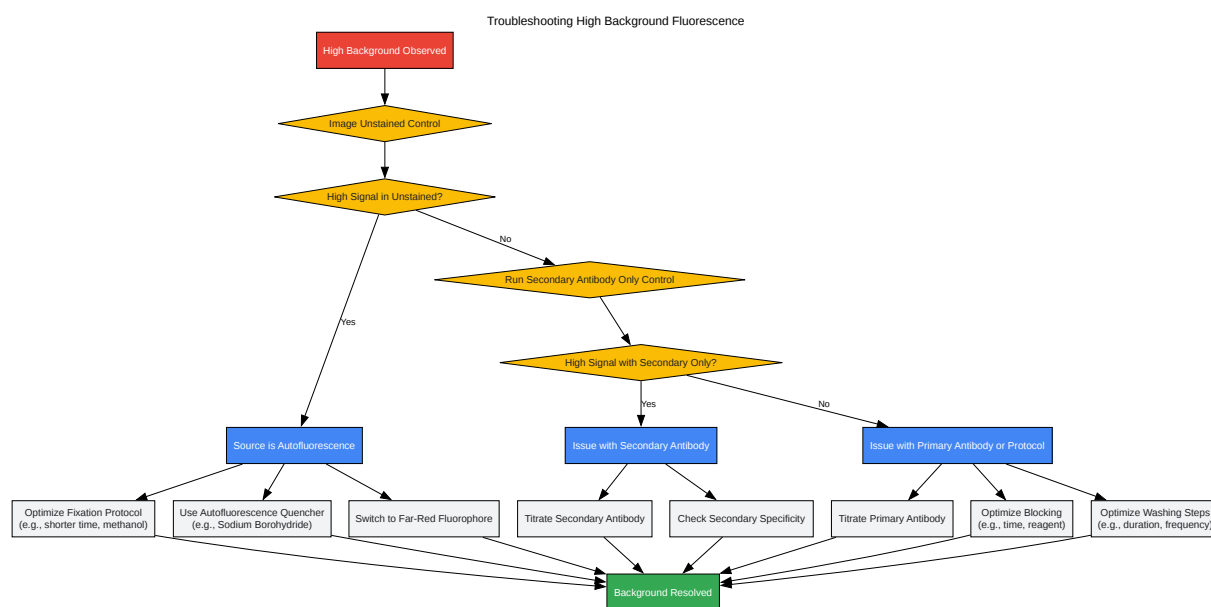 Troubleshooting High Background Fluorescence
High Background Observed
Image Unstained Control
High Signal in Unstained?
No
Run Secondary Antibody Only Control
Yes
High Signal with Secondary Only?
Yes
No
Source is Autofluorescence
Issue with Secondary Antibody
Issue with Primary Antibody or Protocol
Optimize Fixation Protocol
(e.g., shorter time, methanol)
Use Autofluorescence Quencher
(e.g., Sodium Borohydride)
Switch to Far-Red Fluorophore
Titrate Secondary Antibody
Check Secondary Specificity
Titrate Primary Antibody
Optimize Blocking
(e.g., time, reagent)
Optimize Washing Steps
(e.g., duration, frequency)
Background Resolved